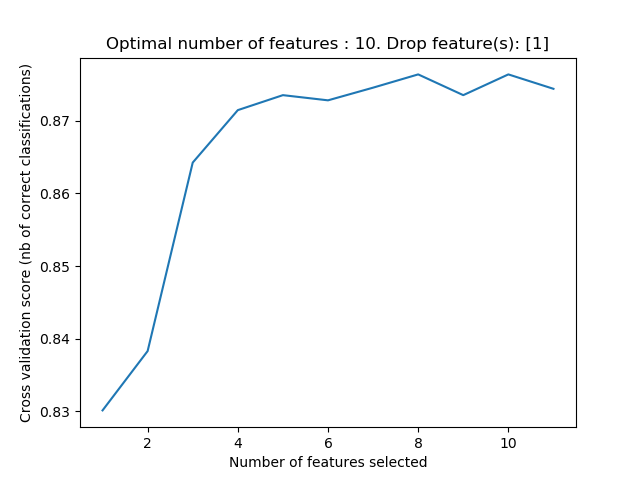 Optimal number of features : 10. Drop feature(s): [1]
Cross validation score (nb of correct classifications)
0.87
0.86
0.85
0.84
0.83
2 4 6 8 10
Number of features selected